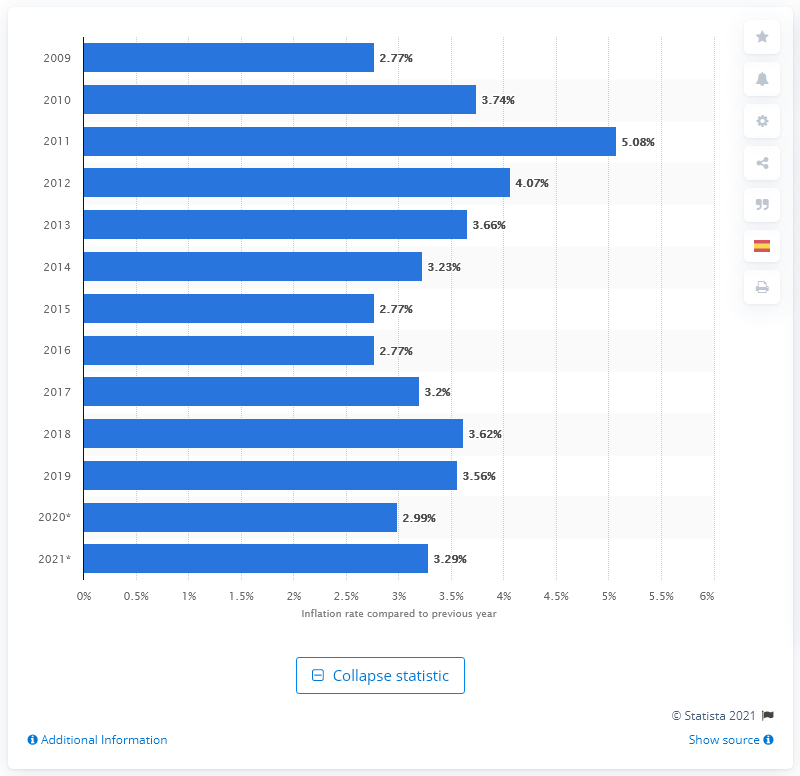 2009 2.77%
2010 3.74%
2011 5.08%
2012 4.07%
2013 3.66%
2014 3.23%
2015 2.77%
2016 2.77%
2017 3.2%
2018 3.62%
2019 3.56%
2020* 2.99%
2021* 3.29%
0% 0.5% 1% 1.5% 2% 2.5% 3% 3.5% 4% 4.5% 5% 5.5% 6%
Inflation rate compared to previous year
Collapse statistic
© Statista 2021
Additional Information
Show source